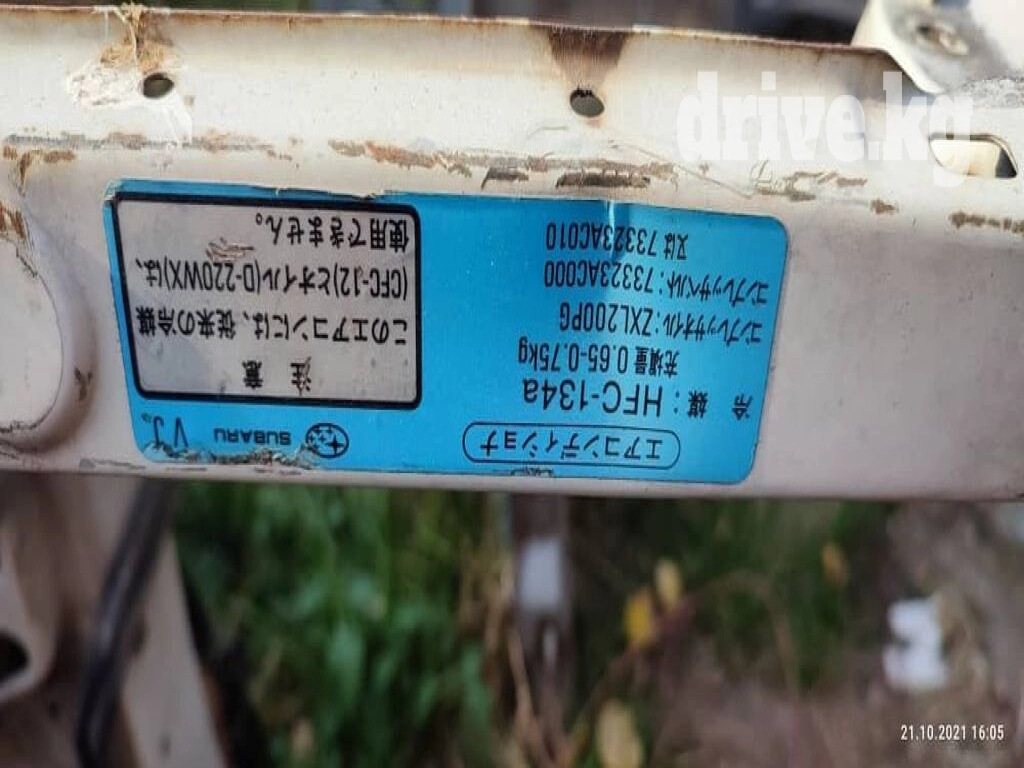 drive.kg
エアコンディショナ
冷 媒 : HFC-134a
充填量 0.65-0.75kg
コンプレッサオイル:ZXL200PG
コンプレッサベルト:73323AC000
又は 73323AC010
SUBARU
注 意
このエアコンには、従来の冷媒
(CFC-12)とオイル(D-220WX)は、
使用できません。
21.10.2021 16:05